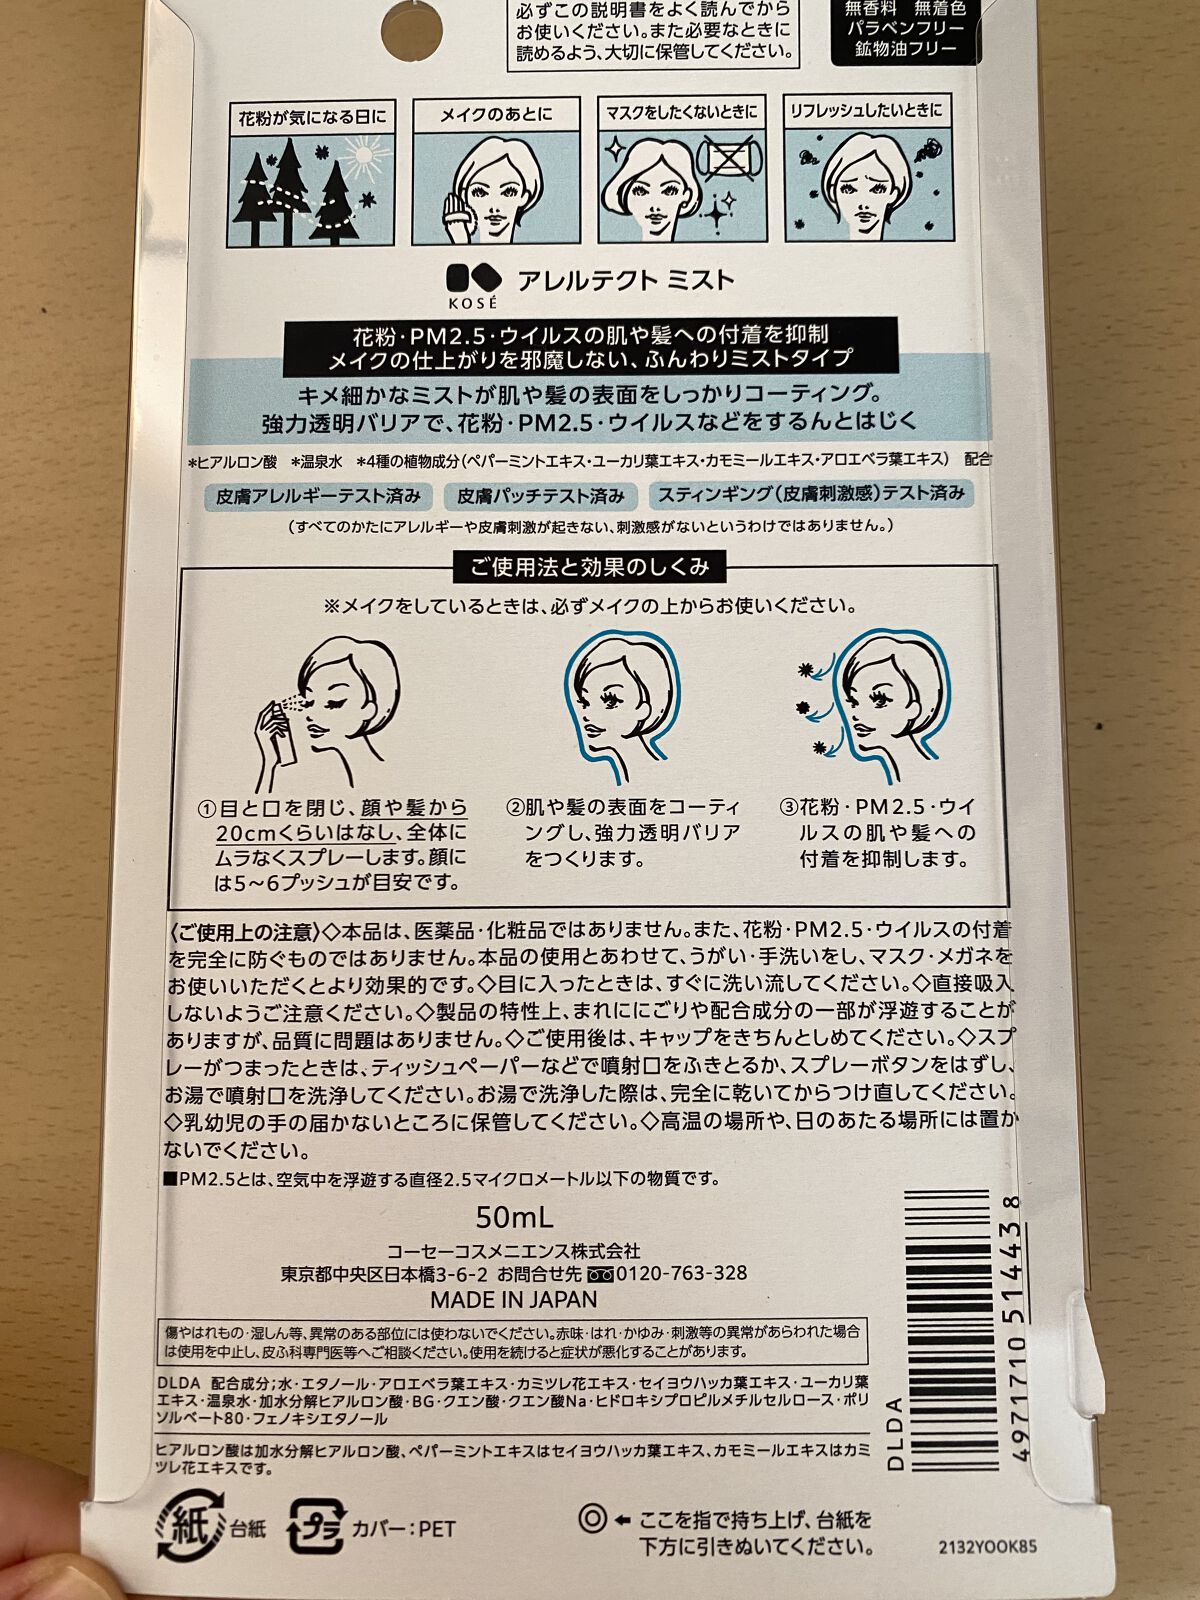 必ずこの説明書をよく読んでから
お使いください。また必要なときに
読めるよう、大切に保管してください。
無香料 無着色
パラベンフリー
鉱物油フリー
花粉が気になる日に
メイクのあとに
マスクをしたくないときに
リフレッシュしたいときに
KOSÉ アレルテクト ミスト
花粉・PM2.5・ウイルスの肌や髪への付着を抑制
メイクの仕上がりを邪魔しない、ふんわりミストタイプ
キメ細かなミストが肌や髪の表面をしっかりコーティング。
強力透明バリアで、花粉・PM2.5・ウイルスなどをするんとはじく
*ヒアルロン酸 *温泉水 *4種の植物成分(ペパーミントエキス・ユーカリ葉エキス・カモミールエキス・アロエベラ葉エキス) 配合
皮膚アレルギーテスト済み 皮膚パッチテスト済み スティンギング(皮膚刺激感)テスト済み
(すべてのかたにアレルギーや皮膚刺激が起きない、刺激感がないというわけではありません。)
ご使用法と効果のしくみ
※メイクをしているときは、必ずメイクの上からお使いください。
①目と口を閉じ、顔や髪から
20cmくらいはなし、全体に
ムラなくスプレーします。顔に
は5〜6プッシュが目安です。
②肌や髪の表面をコーティ
ングし、強力透明バリア
をつくります。
③花粉・PM2.5・ウイ
ルスの肌や髪への
付着を抑制します。
〈ご使用上の注意〉◇本品は、医薬品・化粧品ではありません。また、花粉・PM2.5・ウイルスの付着
を完全に防ぐものではありません。本品の使用とあわせて、うがい・手洗いをし、マスク・メガネを
お使いいただくとより効果的です。◇目に入ったときは、すぐに洗い流してください。◇直接吸入
しないようご注意ください。◇製品の特性上、まれににごりや配合成分の一部が浮遊することが
ありますが、品質に問題はありません。◇ご使用後は、キャップをきちんとしめてください。◇スプ
レーがつまったときは、ティッシュペーパーなどで噴射口をふきとるか、スプレーボタンをはずし、
お湯で噴射口を洗浄してください。お湯で洗浄した際は、完全に乾いてからつけ直してください。
◇乳幼児の手の届かないところに保管してください。◇高温の場所や、日のあたる場所には置か
ないでください。
■PM2.5とは、空気中を浮遊する直径2.5マイクロメートル以下の物質です。
50mL
コーセーコスメニエンス株式会社
東京都中央区日本橋3-6-2 お問合せ先 0120-763-328
MADE IN JAPAN
傷やはれもの・湿しん等、異常のある部位には使わないでください。赤味・はれ・かゆみ・刺激等の異常があらわれた場合
は使用を中止し、皮ふ科専門医等へご相談ください。使用を続けると症状が悪化することがあります。
DLDA 配合成分;水・エタノール・アロエベラ葉エキス・カミツレ花エキス・セイヨウハッカ葉エキス・ユーカリ葉
エキス・温泉水・加水分解ヒアルロン酸・BG・クエン酸・クエン酸Na・ヒドロキシプロピルメチルセルロース・ポリ
ソルベート80・フェノキシエタノール
ヒアルロン酸は加水分解ヒアルロン酸、ペパーミントエキスはセイヨウハッカ葉エキス、カモミールエキスはカミ
ツレ花エキスです。
DLDA
4971710514438
紙 台紙
プラ カバー:PET
◎←ここを指で持ち上げ、台紙を
下方に引きぬいてください。
2132YOOK85